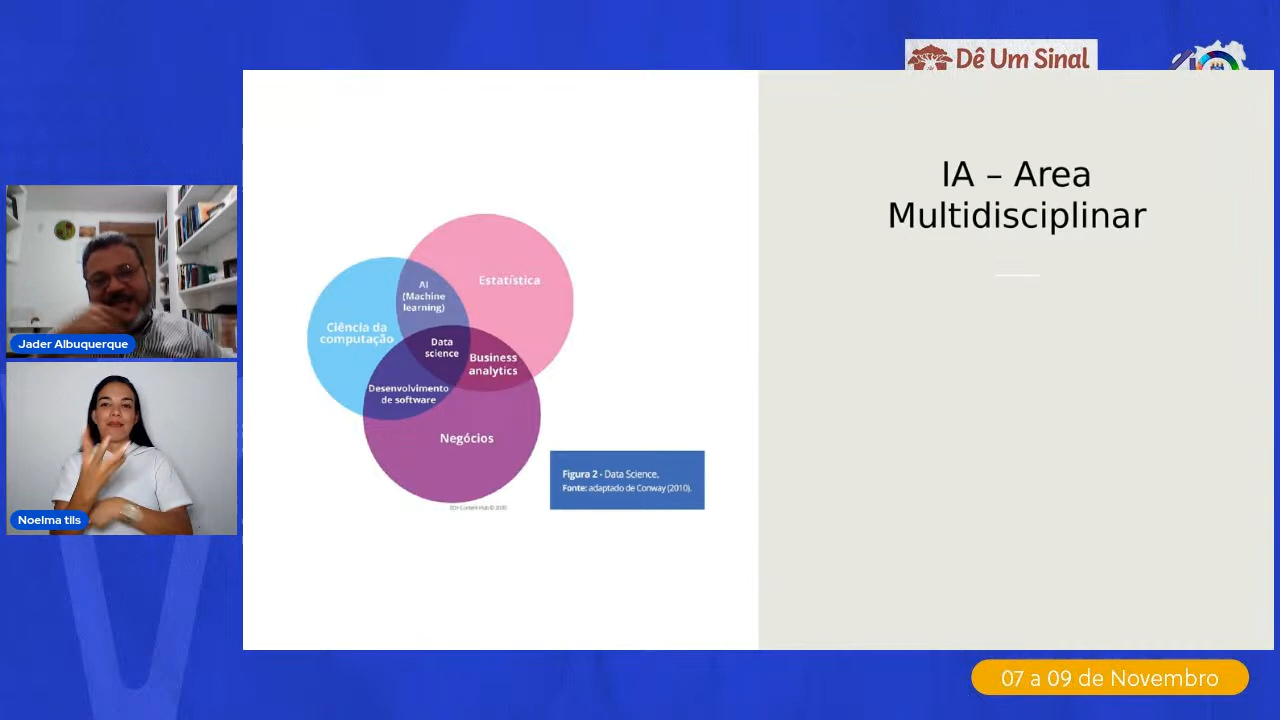 Dê Um Sinal
IA – Area
Multidisciplinar
Estatística
AI
(Machine
learning)
Ciência da
computação
Data
science
Business
analytics
Desenvolvimento
de software
Negócios
Figura 2 - Data Science.
Fonte: adaptado de Conway (2010).
Jader Albuquerque
Noelma tils
07 a 09 de Novembro